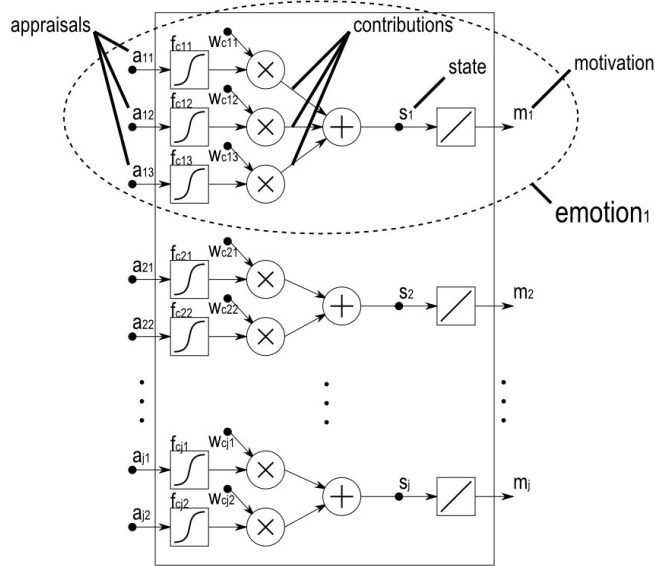 appraisals
contributions
state
motivation
emotion1
a11
fc11
wc11
a12
fc12
wc12
s1
m1
a13
fc13
wc13
a21
fc21
wc21
s2
m2
a22
fc22
wc22
aj1
fcj1
wcj1
sj
mj
aj2
fcj2
wcj2